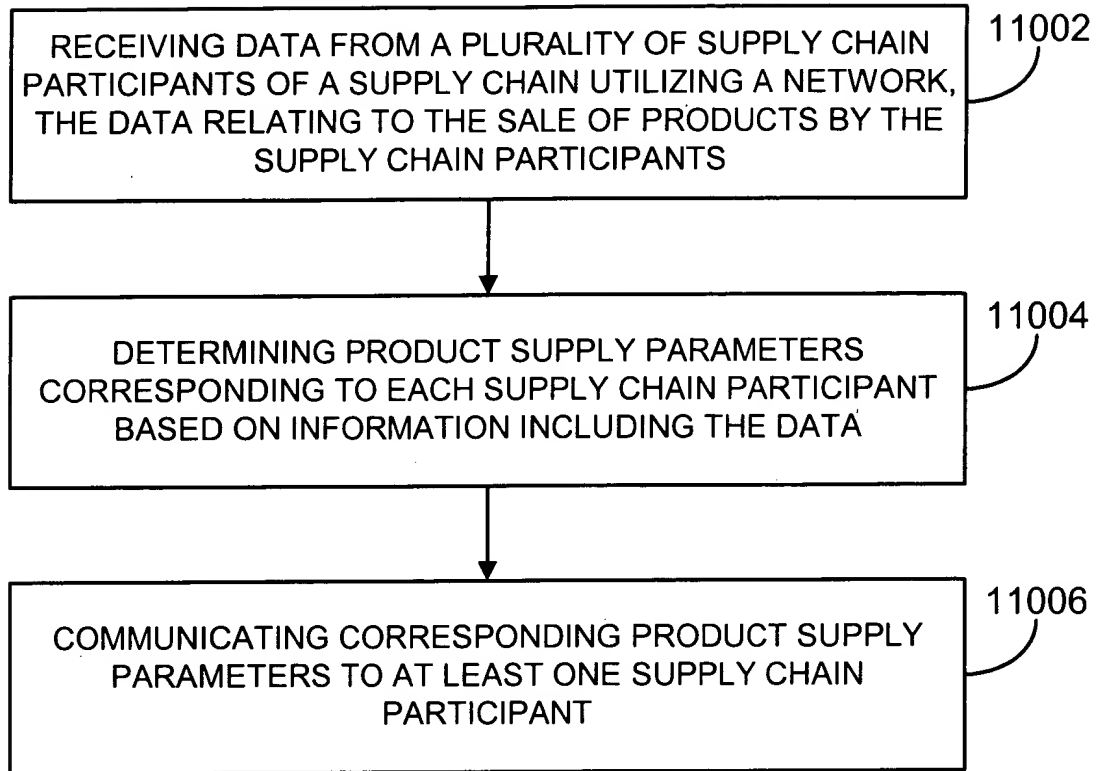 RECEIVING DATA FROM A PLURALITY OF SUPPLY CHAIN
PARTICIPANTS OF A SUPPLY CHAIN UTILIZING A NETWORK,
THE DATA RELATING TO THE SALE OF PRODUCTS BY THE
SUPPLY CHAIN PARTICIPANTS
11002
DETERMINING PRODUCT SUPPLY PARAMETERS
CORRESPONDING TO EACH SUPPLY CHAIN PARTICIPANT
BASED ON INFORMATION INCLUDING THE DATA
11004
COMMUNICATING CORRESPONDING PRODUCT SUPPLY
PARAMETERS TO AT LEAST ONE SUPPLY CHAIN
PARTICIPANT
11006